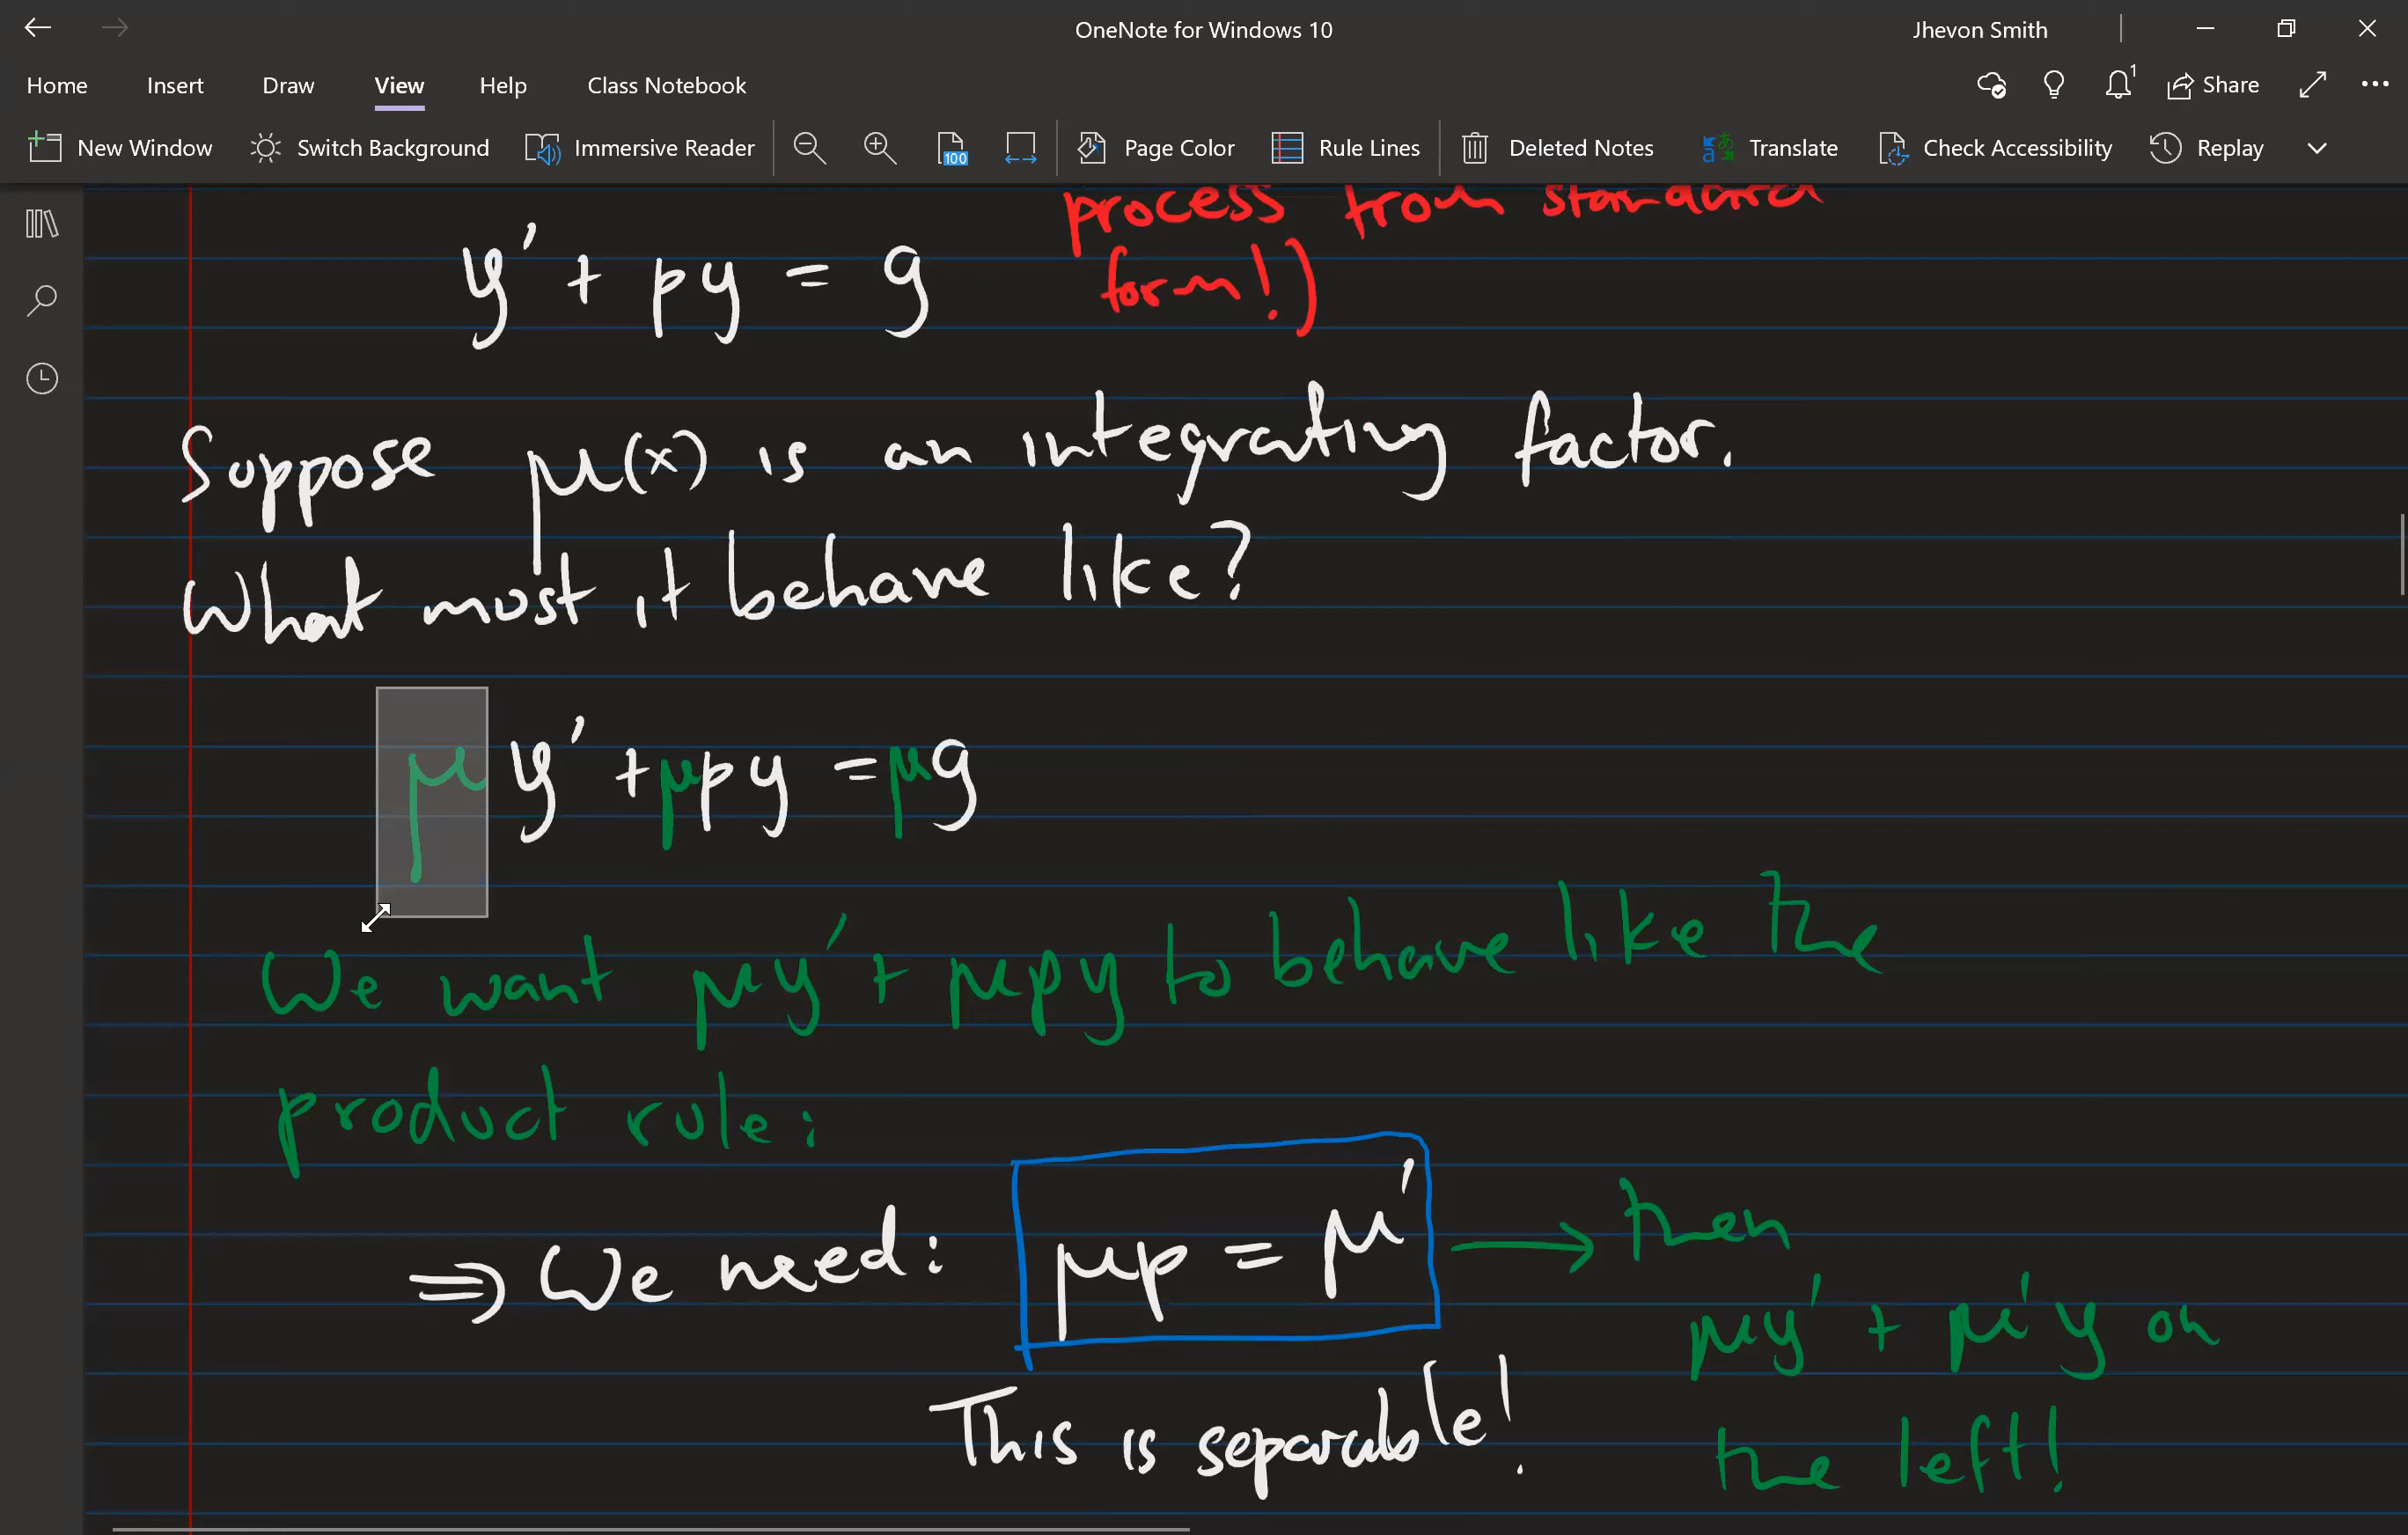 OneNote for Windows 10
Jhevon Smith
Home Insert Draw View Help Class Notebook
1 Share
New Window Switch Background Immersive Reader 100 Page Color Rule Lines Deleted Notes Translate Check Accessibility Replay
process from standard
form!)
y' + py = g
Suppose μ(x) is an integrating factor.
What must it behave like?
μy' + μpy = μg
We want μy' + μpy to behave like the
product rule:
⇒ We need: μp = μ' → then
μy' + μ'y on
This is separable!
the left!